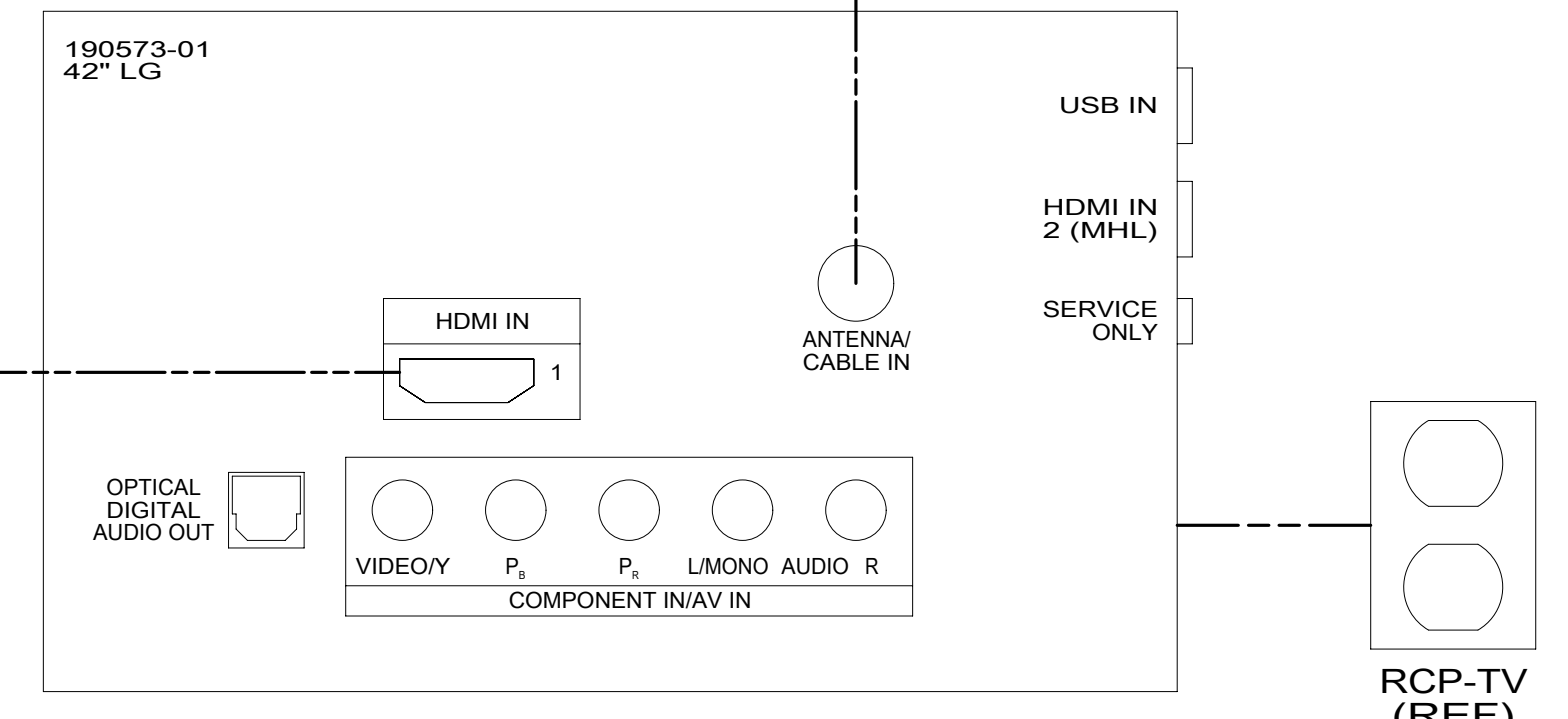 190573-01
42" LG
USB IN
HDMI IN
2 (MHL)
SERVICE
ONLY
ANTENNA/
CABLE IN
HDMI IN
1
OPTICAL
DIGITAL
AUDIO OUT
VIDEO/Y PB PR L/MONO AUDIO R
COMPONENT IN/AV IN
RCP-TV
(REF)